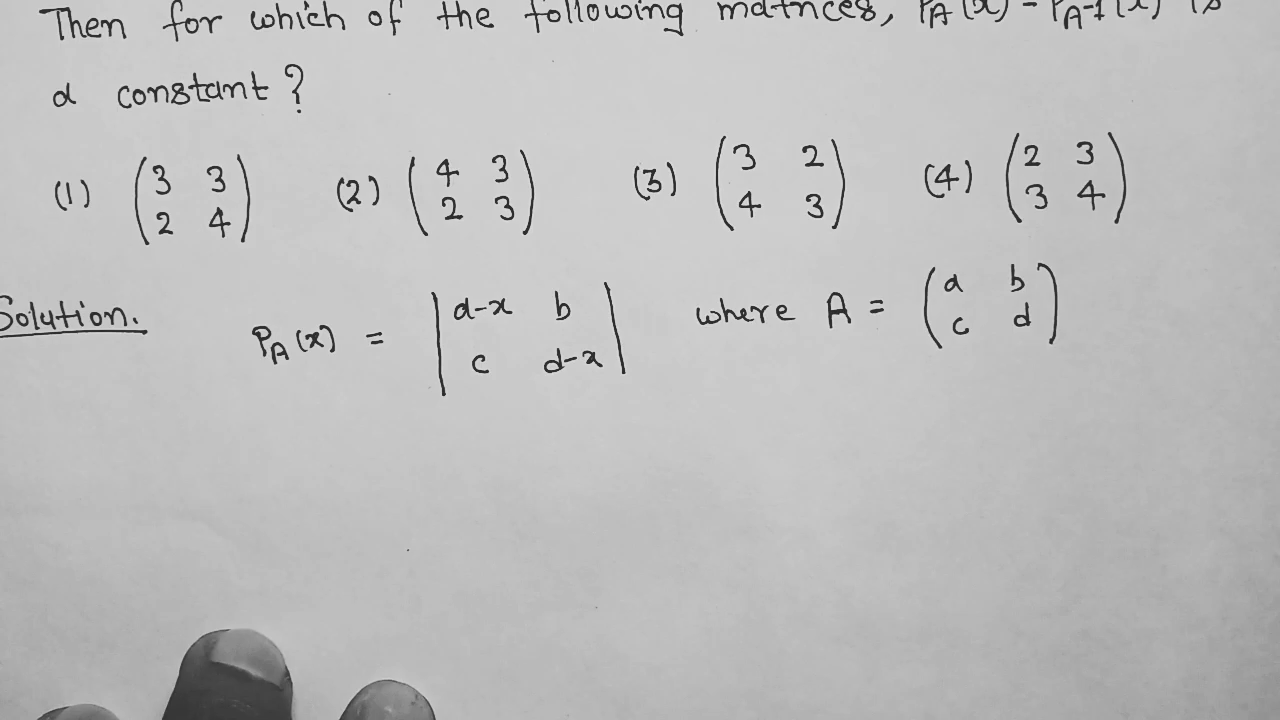 Then for which of the following matrices, P_A(x) - P_{A^{-1}}(x) is
a constant?
(1) (3 3; 2 4) (2) (4 3; 2 3) (3) (3 2; 4 3) (4) (2 3; 3 4)
Solution. P_A(x) = |a-x b; c d-x| where A = (a b; c d)